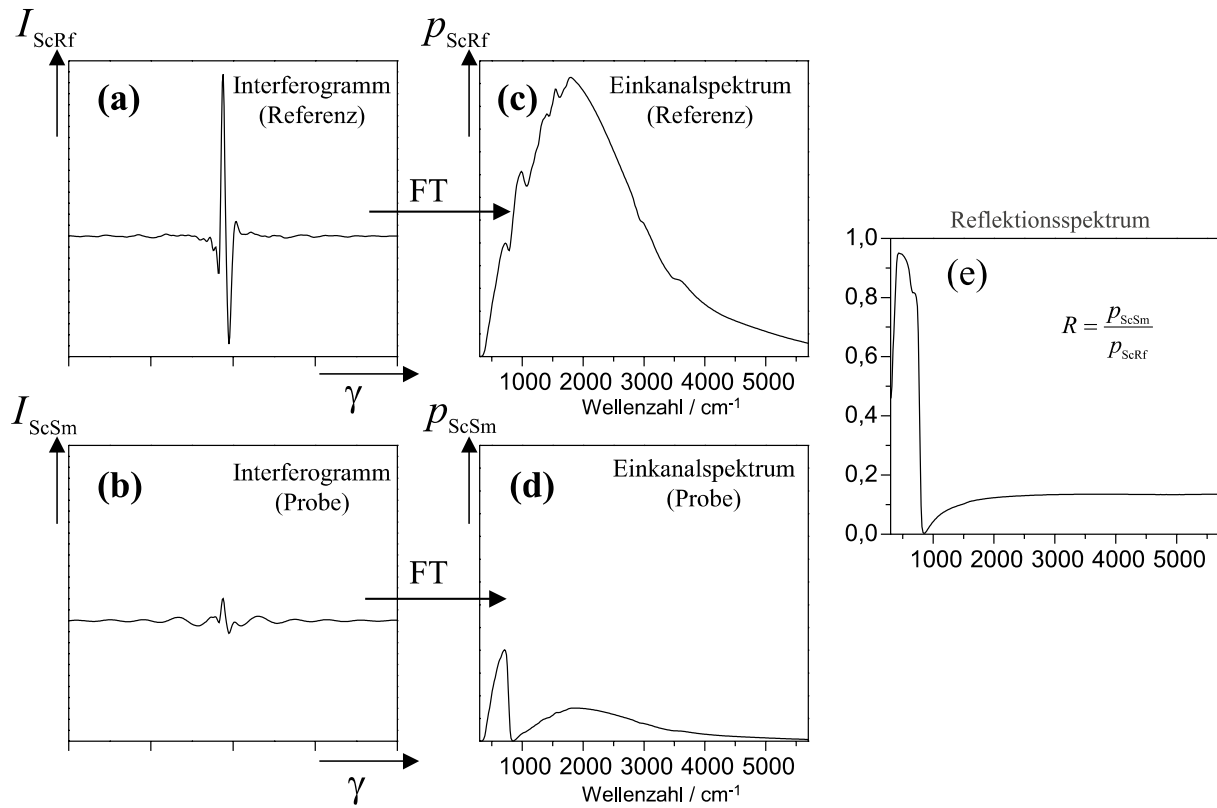 I_ScRf
(a)
Interferogramm
(Referenz)
γ
FT
p_ScRf
(c)
Einkanalspektrum
(Referenz)
1000 2000 3000 4000 5000
Wellenzahl / cm⁻¹
I_ScSm
(b)
Interferogramm
(Probe)
γ
FT
p_ScSm
(d)
Einkanalspektrum
(Probe)
1000 2000 3000 4000 5000
Wellenzahl / cm⁻¹
Reflektionsspektrum
(e)
R = p_ScSm / p_ScRf
1,0
0,8
0,6
0,4
0,2
0,0
1000 2000 3000 4000 5000